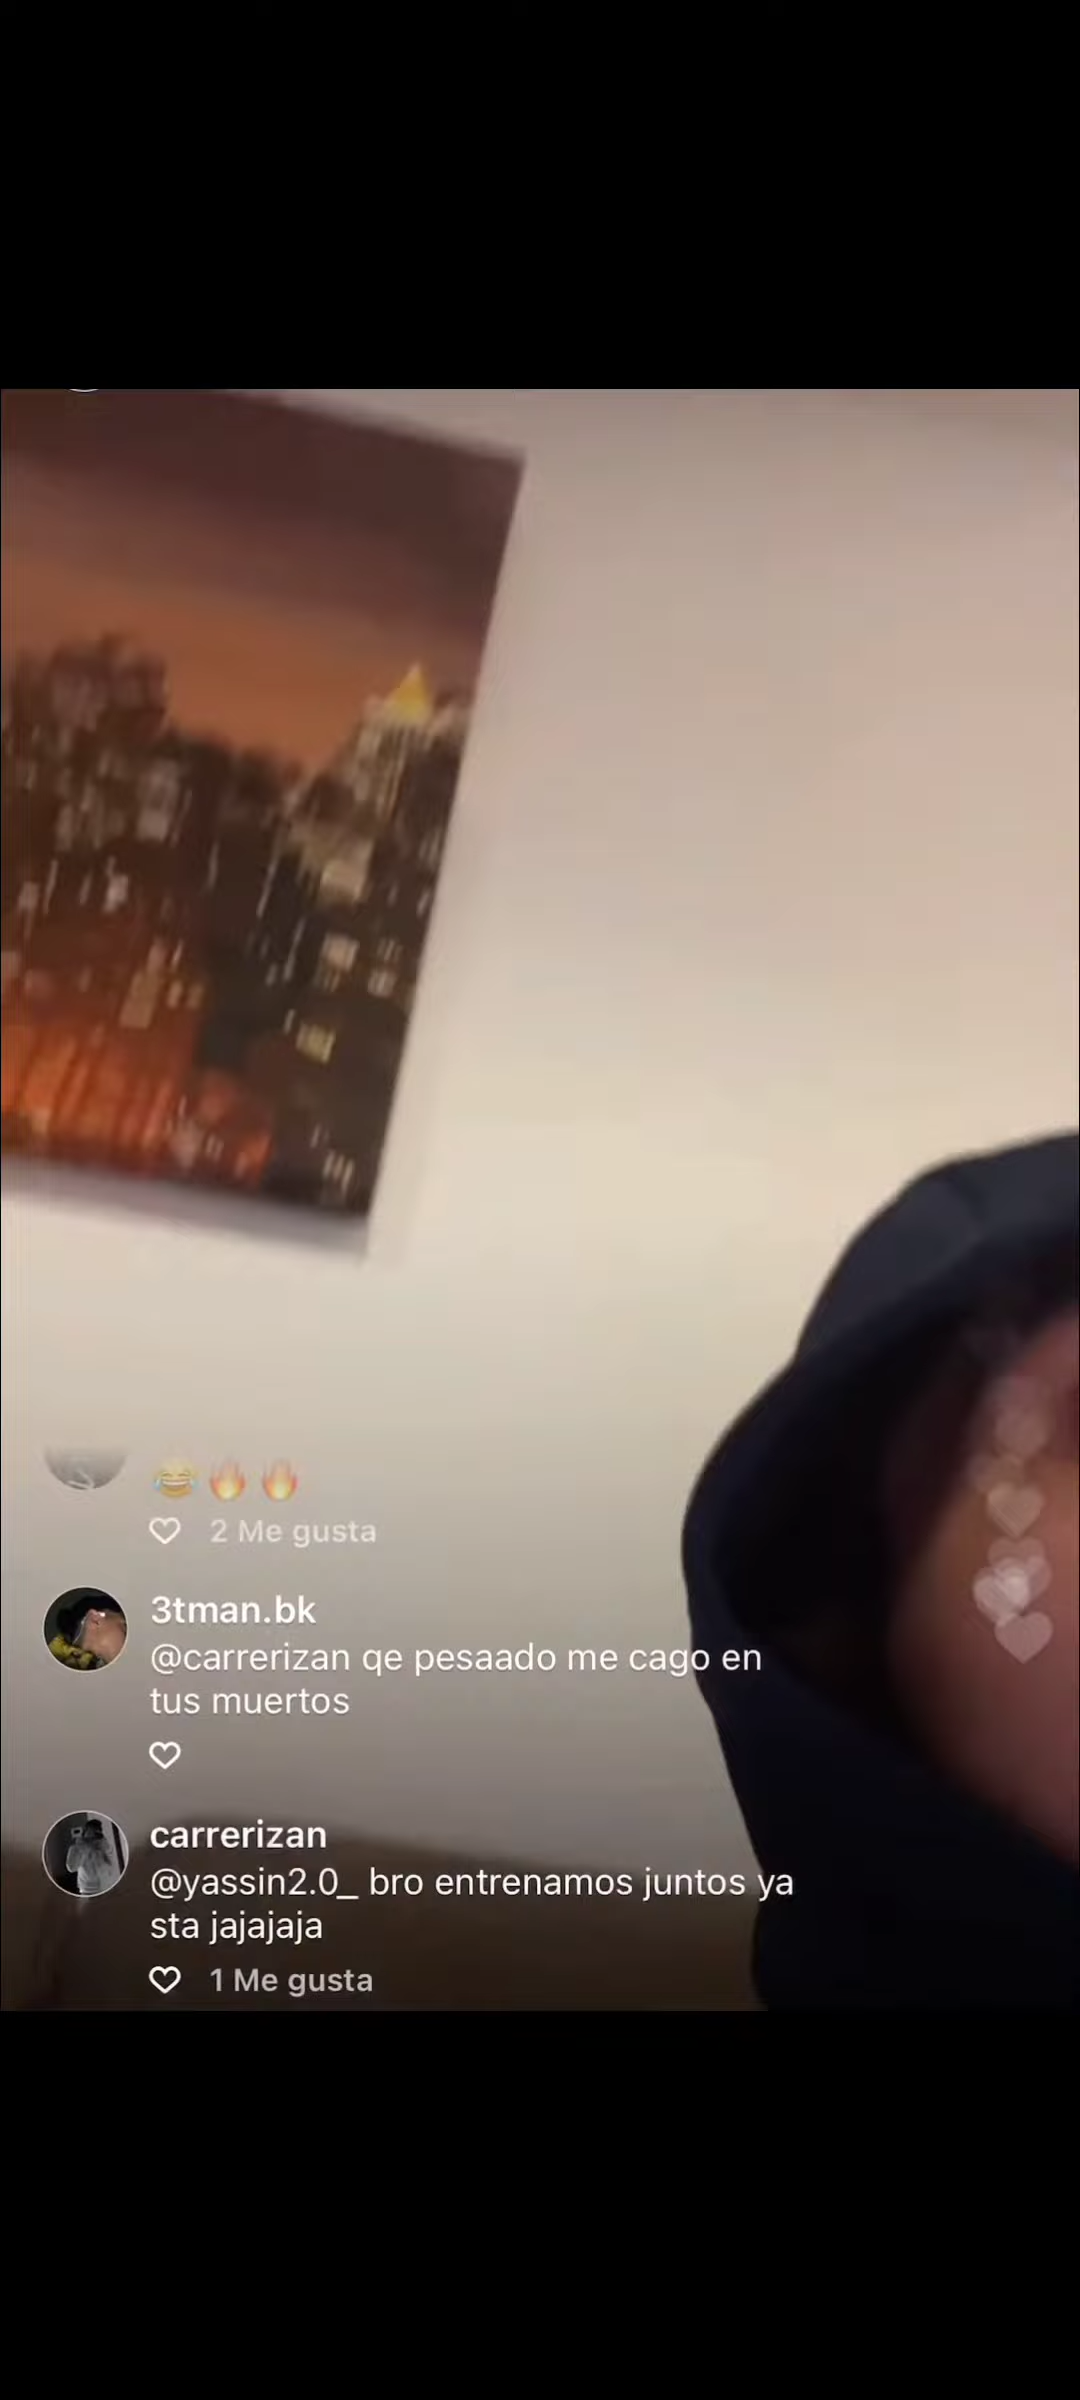 😂🔥🔥
2 Me gusta
3tman.bk
@carrerizan qe pesaado me cago en
tus muertos
carrerizan
@yassin2.0_ bro entrenamos juntos ya
sta jajajaja
1 Me gusta